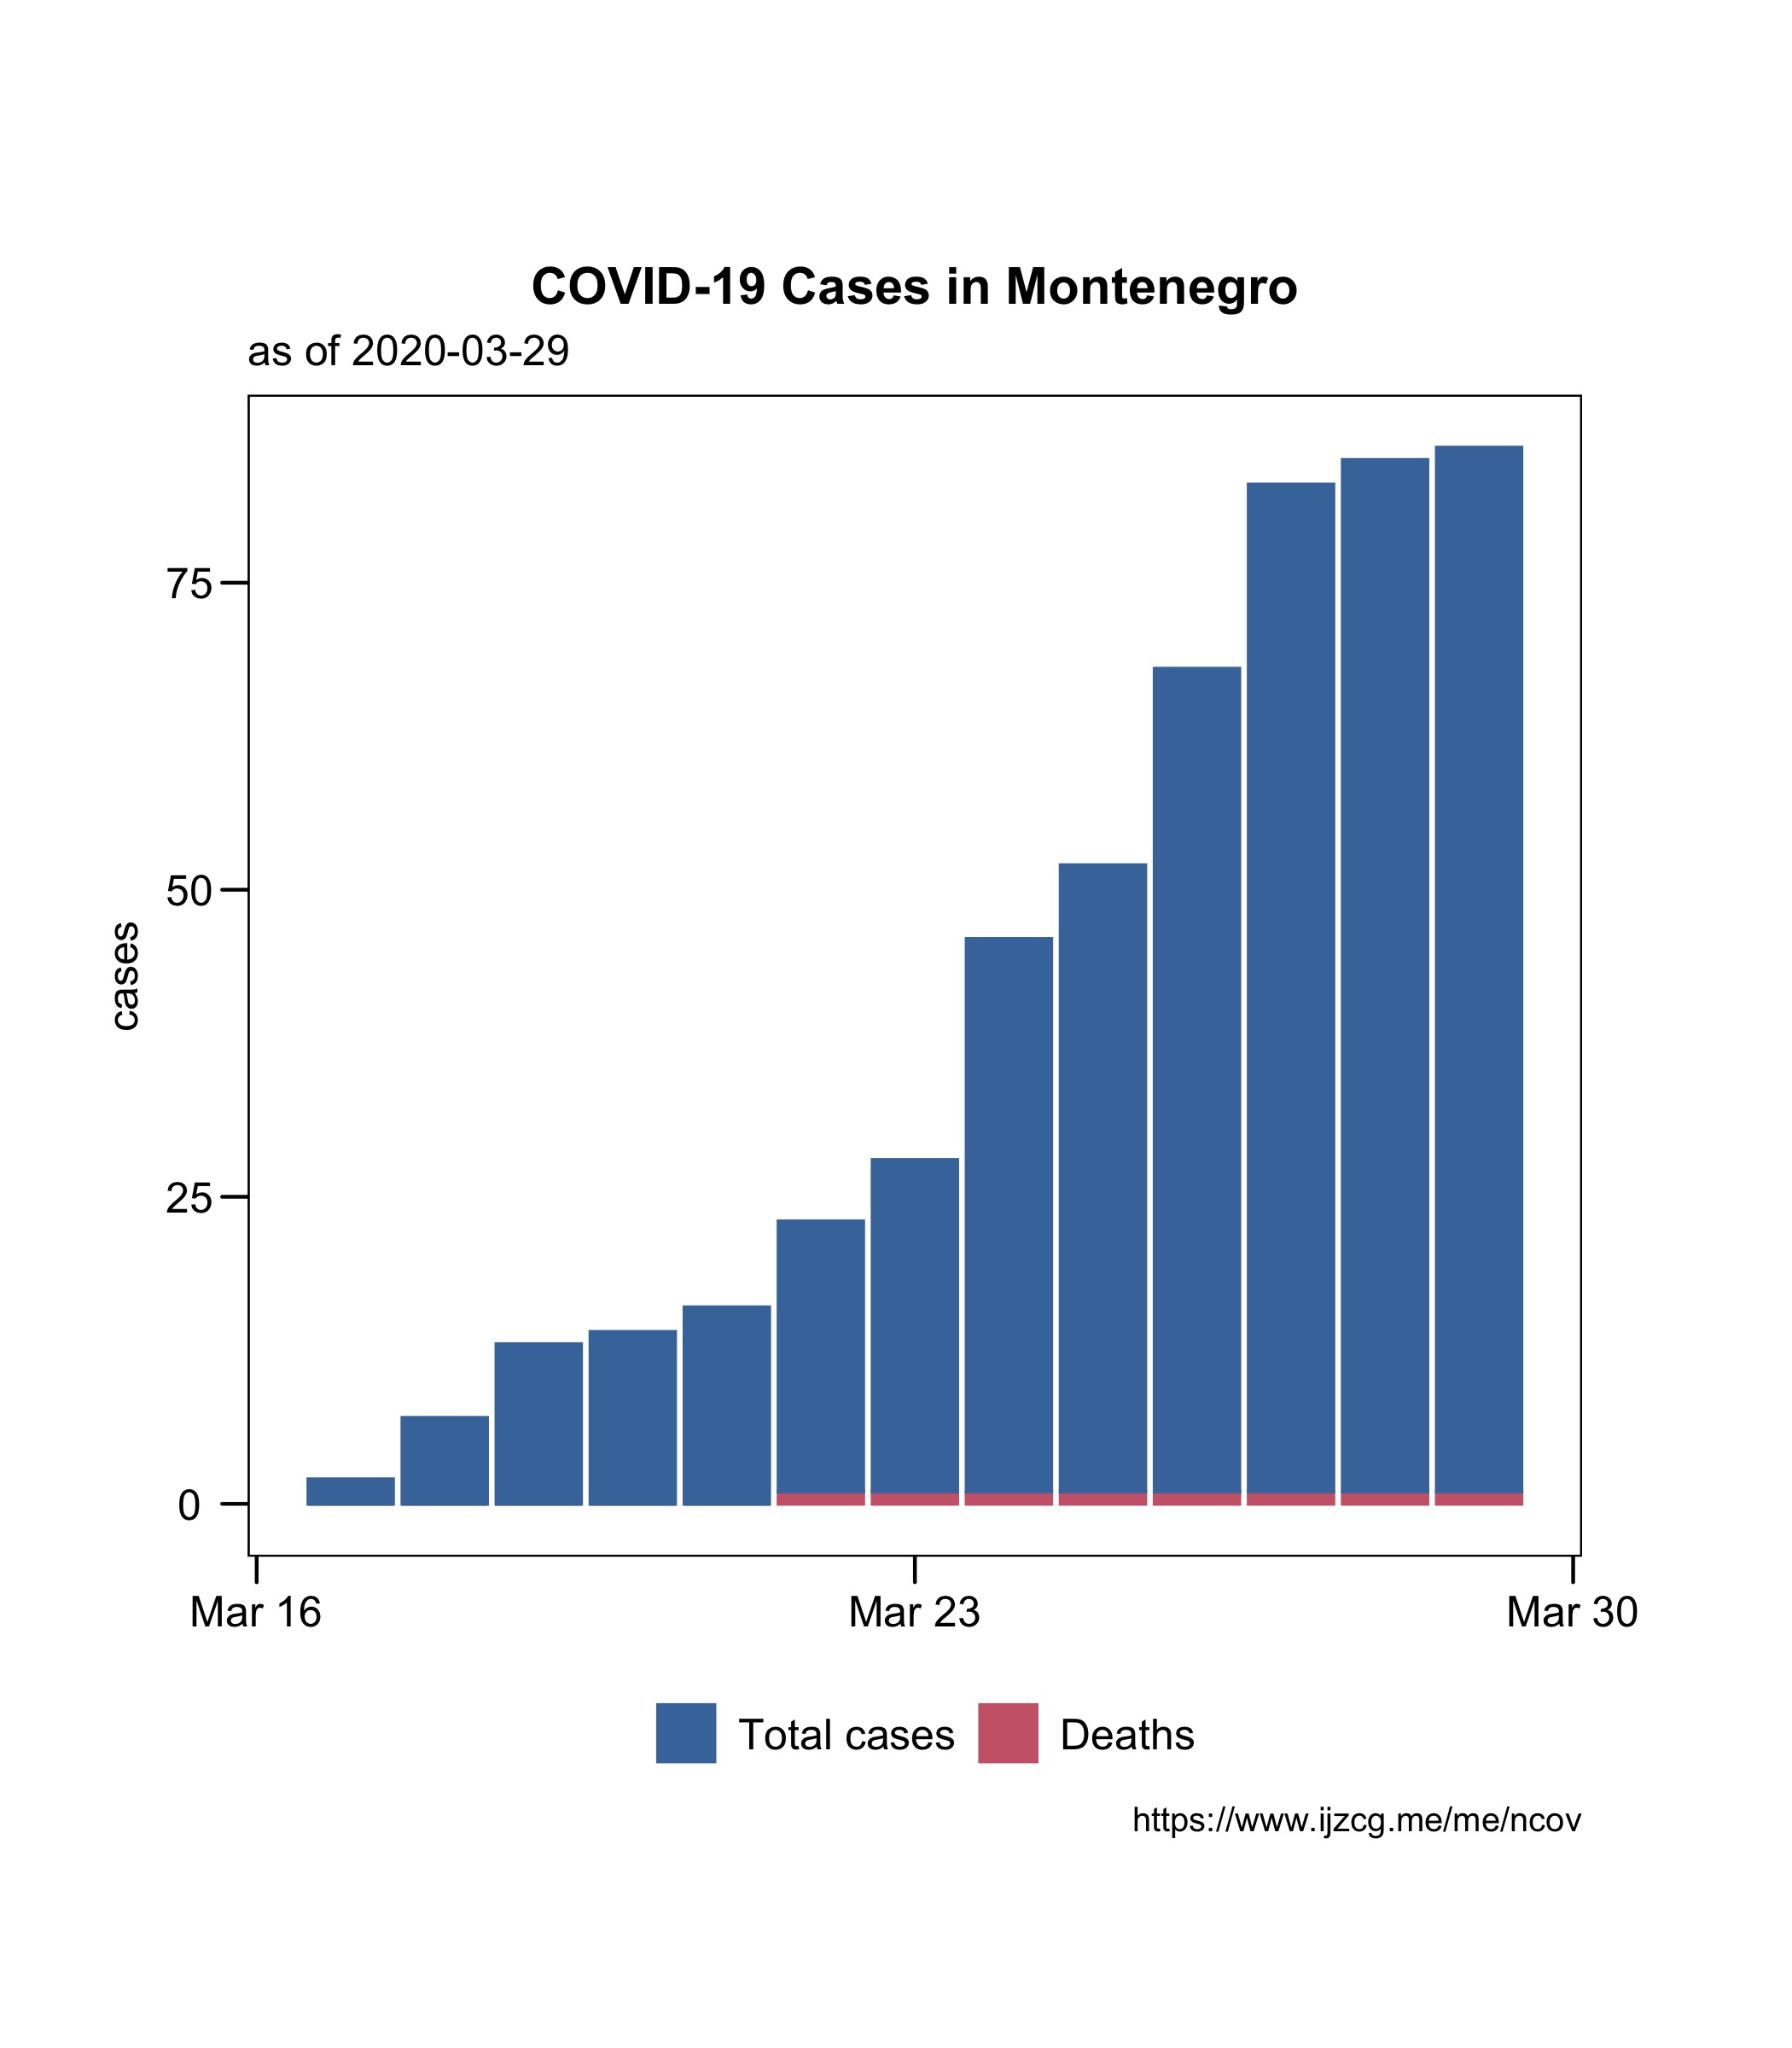 COVID-19 Cases in Montenegro
as of 2020-03-29
75
50
25
0
cases
Mar 16 Mar 23 Mar 30
Total cases Deaths
https://www.ijzcg.me/me/ncov